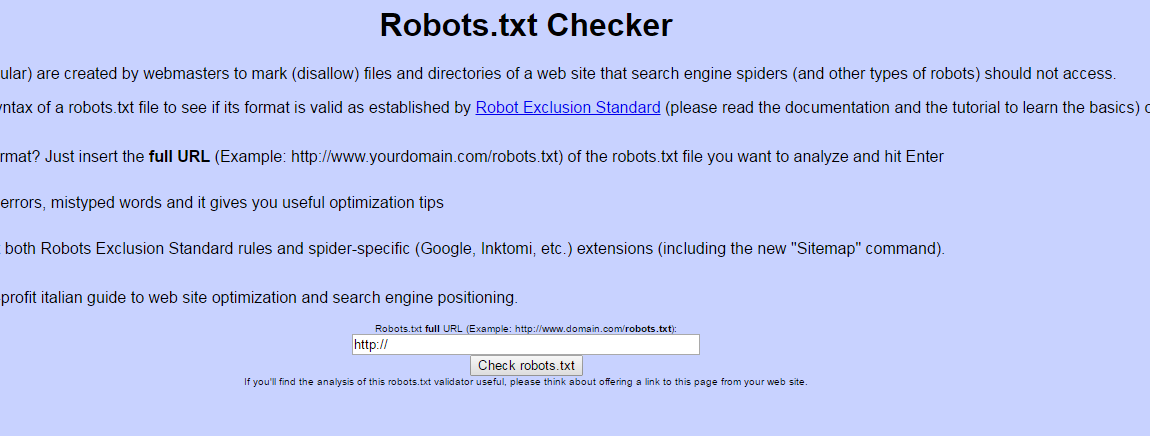 Robots.txt Checker
ular) are created by webmasters to mark (disallow) files and directories of a web site that search engine spiders (and other types of robots) should not access.
yntax of a robots.txt file to see if its format is valid as established by Robot Exclusion Standard (please read the documentation and the tutorial to learn the basics)
rmat? Just insert the full URL (Example: http://www.yourdomain.com/robots.txt) of the robots.txt file you want to analyze and hit Enter
errors, mistyped words and it gives you useful optimization tips
both Robots Exclusion Standard rules and spider-specific (Google, Inktomi, etc.) extensions (including the new "Sitemap" command).
-profit italian guide to web site optimization and search engine positioning.
Robots.txt full URL (Example: http://www.domain.com/robots.txt):
http://
Check robots.txt
If you'll find the analysis of this robots.txt validator useful, please think about offering a link to this page from your web site.